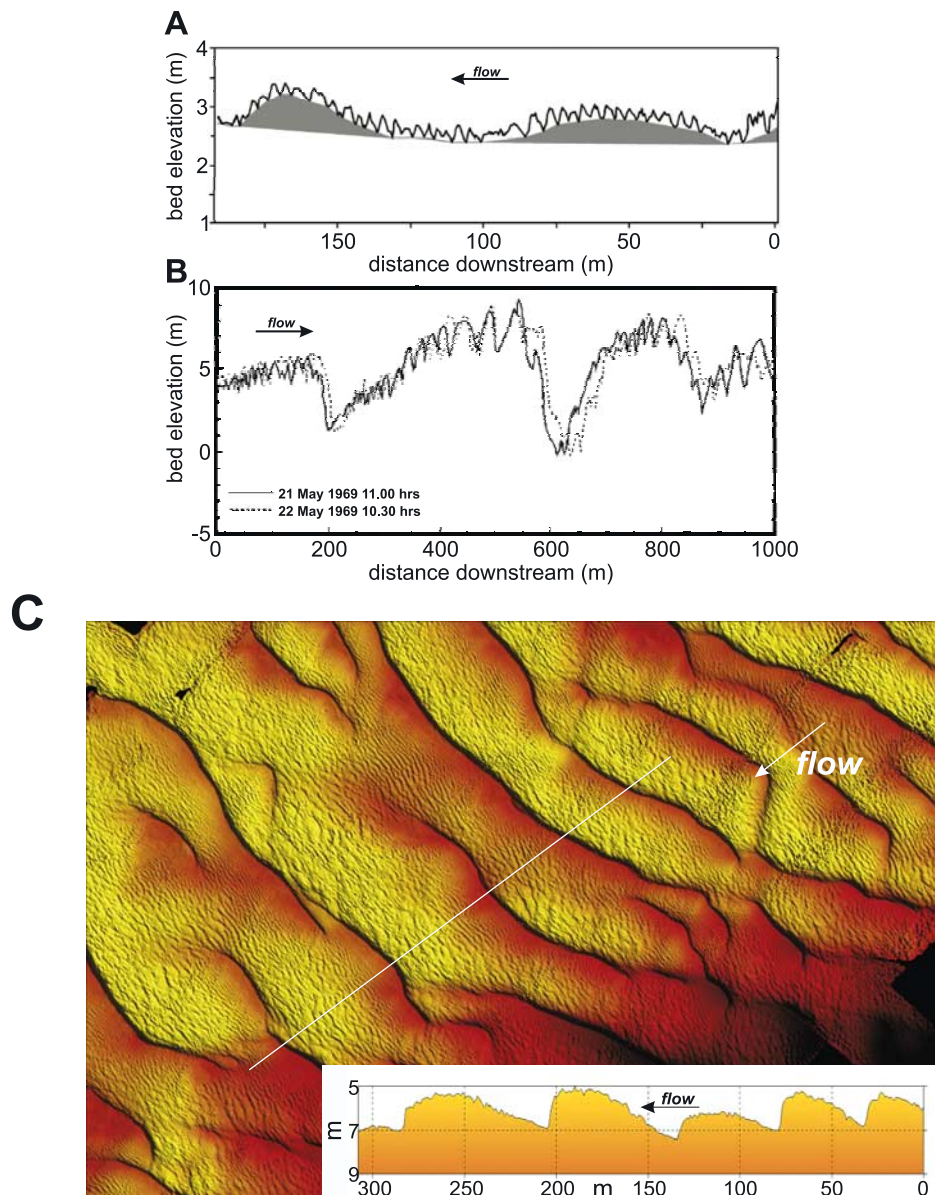 A
bed elevation (m)
4
3
2
1
flow
150
100
50
0
distance downstream (m)
B
bed elevation (m)
10
5
0
-5
flow
21 May 1969 11.00 hrs
22 May 1969 10.30 hrs
0
200
400
600
800
1000
distance downstream (m)
C
flow
m
5
7
9
flow
300
250
200
m
150
100
50
0